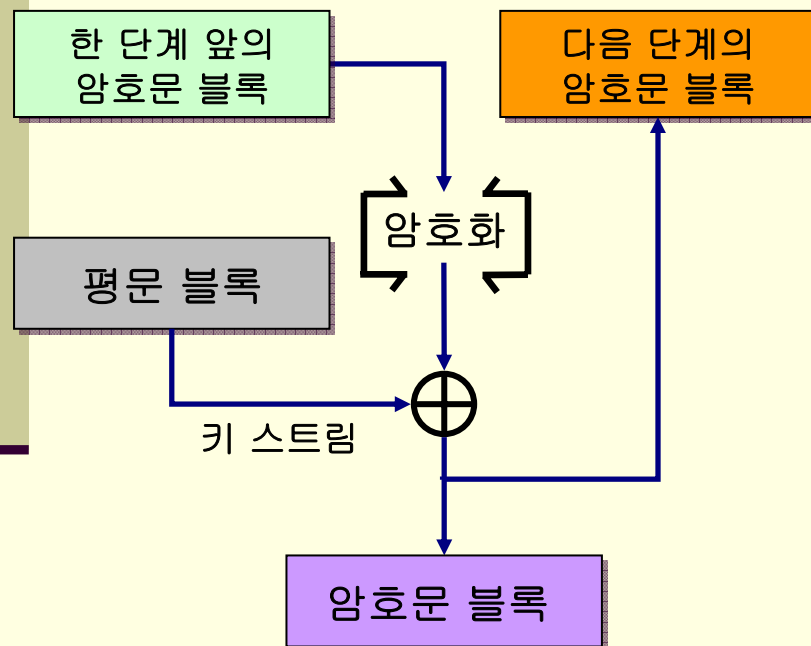 한 단계 앞의
암호문 블록
다음 단계의
암호문 블록
암호화
평문 블록
키 스트림
암호문 블록